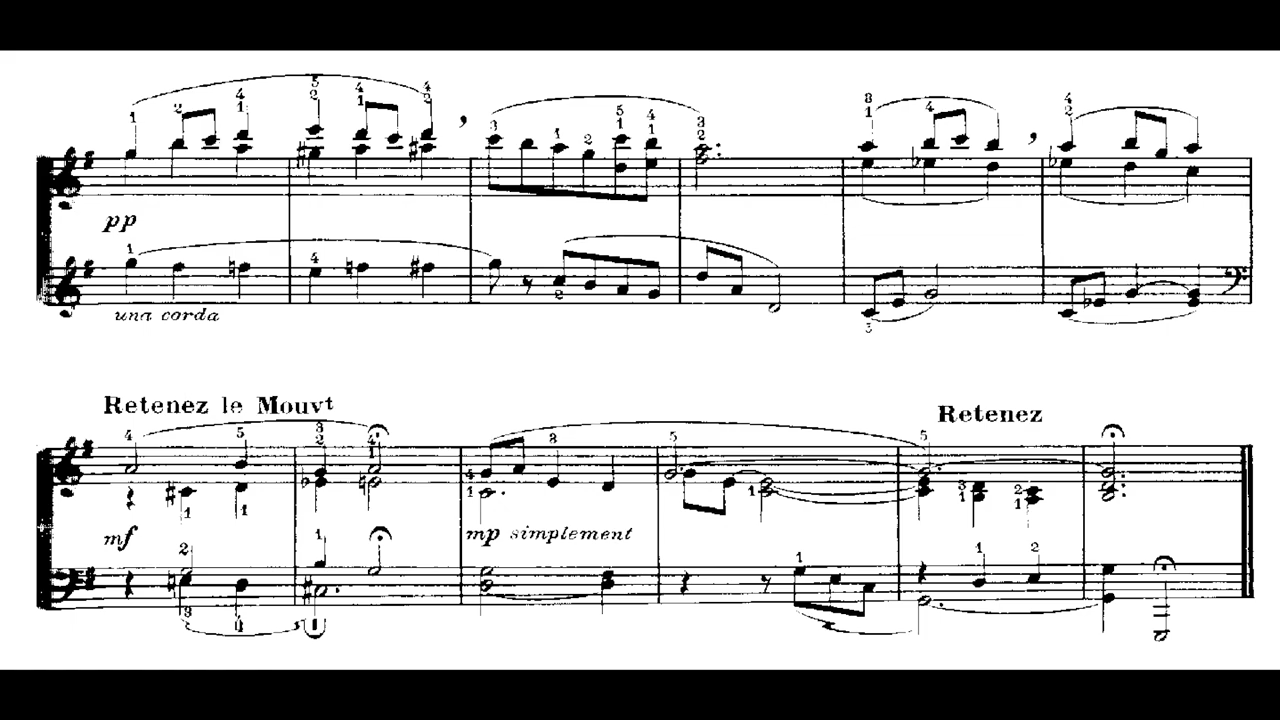 pp
una corda
Retenez le Mouvt
Retenez
mf
mp simplement